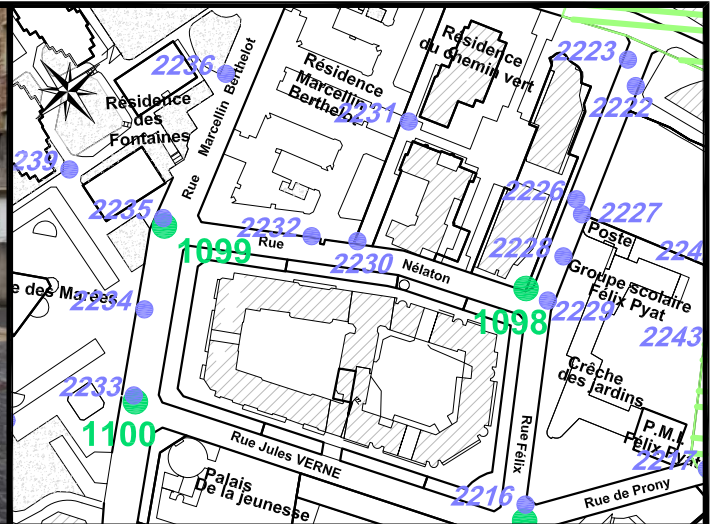 2223
2222
2236
Résidence
du chemin vert
Résidence
Marcellin
Berthelot
2231
Rue Marcellin Berthelot
Résidence
des
Fontaines
239
2235
1099
2232
Rue Nélaton
2230
2226
2227
Poste
2228
224
Groupe scolaire
Félix Pyat
2229
1098
2243
e des Marées
2234
Crèche
des jardins
2233
1100
P.M.I.
Félix Pyat
2217
Rue Jules VERNE
Rue Félix
Palais
De la jeunesse
2216
Rue de Prony